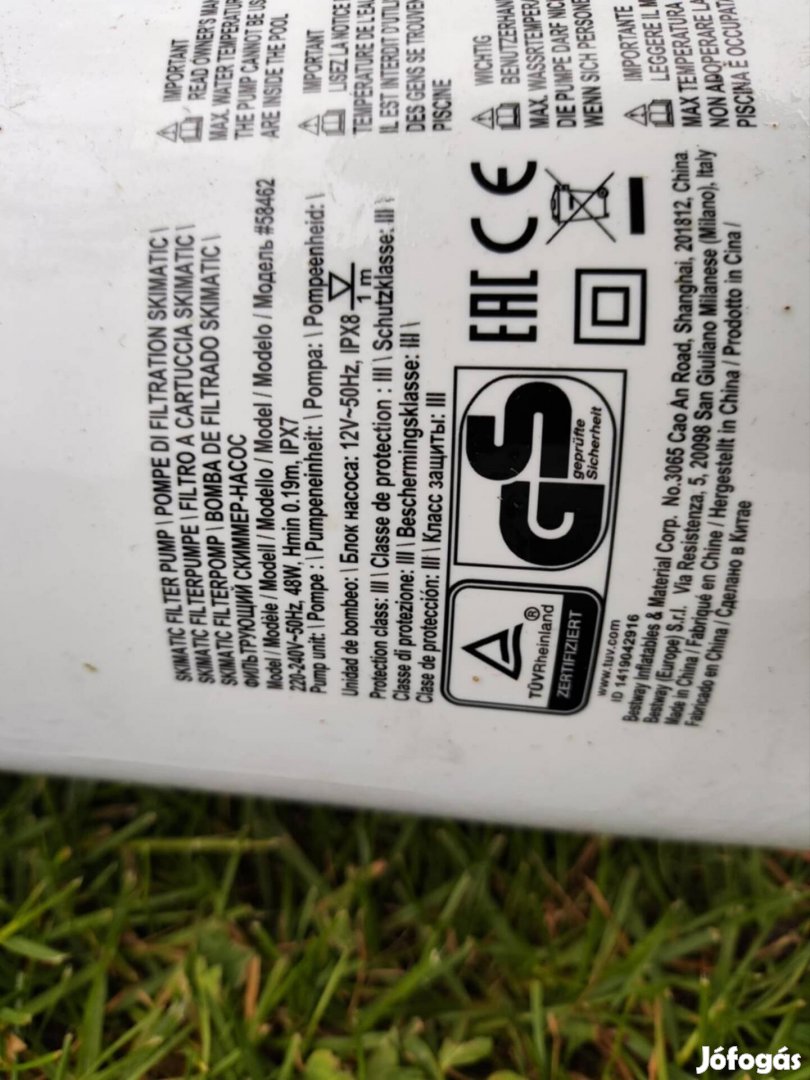 SKIMATIC FILTER PUMP \ POMPE DI FILTRATION SKIMATIC \
SKIMATIC FILTERPUMPE \ FILTRO A CARTUCCIA SKIMATIC \
SKIMATIC FILTERPOMP \ BOMBA DE FILTRADO SKIMATIC \
ФИЛЬТРУЮЩИЙ СКИММЕР-НАСОС
Model / Modèle / Modell / Modello / Model / Modelo / Модель #58462
220-240V~50Hz, 48W, Hmin 0.19m, IPX7
Pump unit: \ Pompe : \ Pumpeneinheit: \ Pompa: \ Pompeenheid: \
Unidad de bombeo: \ Блок насоса: 12V~50Hz, IPX8 1 m
Protection class: III \ Classe de protection : III \ Schutzklasse: III \
Classe di protezione: III \ Beschermingsklasse: III \
Clase de protección: III \ Класс защиты: III
TÜVRheinland ®
ZERTIFIZIERT
www.tuv.com
ID 1419042916
GS
geprüfte
Sicherheit
EAC CE
Bestway Inflatables & Material Corp. No.3065 Cao An Road, Shanghai, 201812, China
Bestway (Europe) S.r.l. Via Resistenza, 5, 20098 San Giuliano Milanese (Milano), Italy
Made in China / Fabriqué en Chine / Hergestellt in China / Prodotto in Cina /
Fabricado en China / Сделано в Китае
IMPORTANT
READ OWNER'S MA
MAX. WATER TEMPERATUR
THE PUMP CANNOT BE US
ARE INSIDE THE POOL
IMPORTANT
LISEZ LA NOTICE
TEMPÉRATURE DE L'EAU
IL EST INTERDIT D'UTILI
DES GENS SE TROUVEN
PISCINE
WICHTIG
BENUTZERHAN
MAX. WASSRTEMPERA
DIE PUMPE DARF NICH
WENN SICH PERSONE
IMPORTANTE
LEGGERE IL M
MAX TEMPERATURA
NON ADOPERARE LA
PISCINA È OCCUPAT
Jófogás